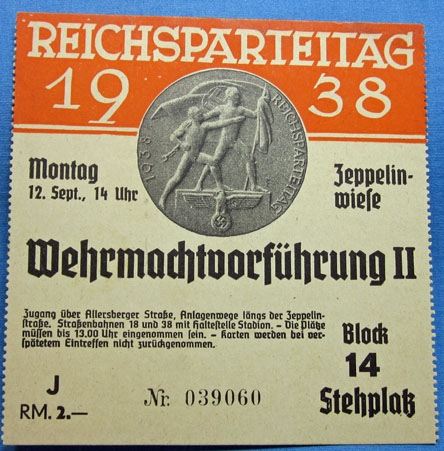 REICHSPARTEITAG
19 38
1938 REICHSPARTEITAG
Montag
12. Sept., 14 Uhr
Zeppelin-
wiese
Wehrmachtvorführung II
Zugang über Allersberger Straße, Anlagenwege längs der Zeppelin-
straße. Straßenbahnen 18 und 38 mit Haltestelle Stadion. – Die Plätze
müssen bis 13.00 Uhr eingenommen sein. – Karten werden bei ver-
spätetem Eintreffen nicht zurückgenommen.
Block
14
Stehplatz
J
RM. 2.—
Nr. 039060